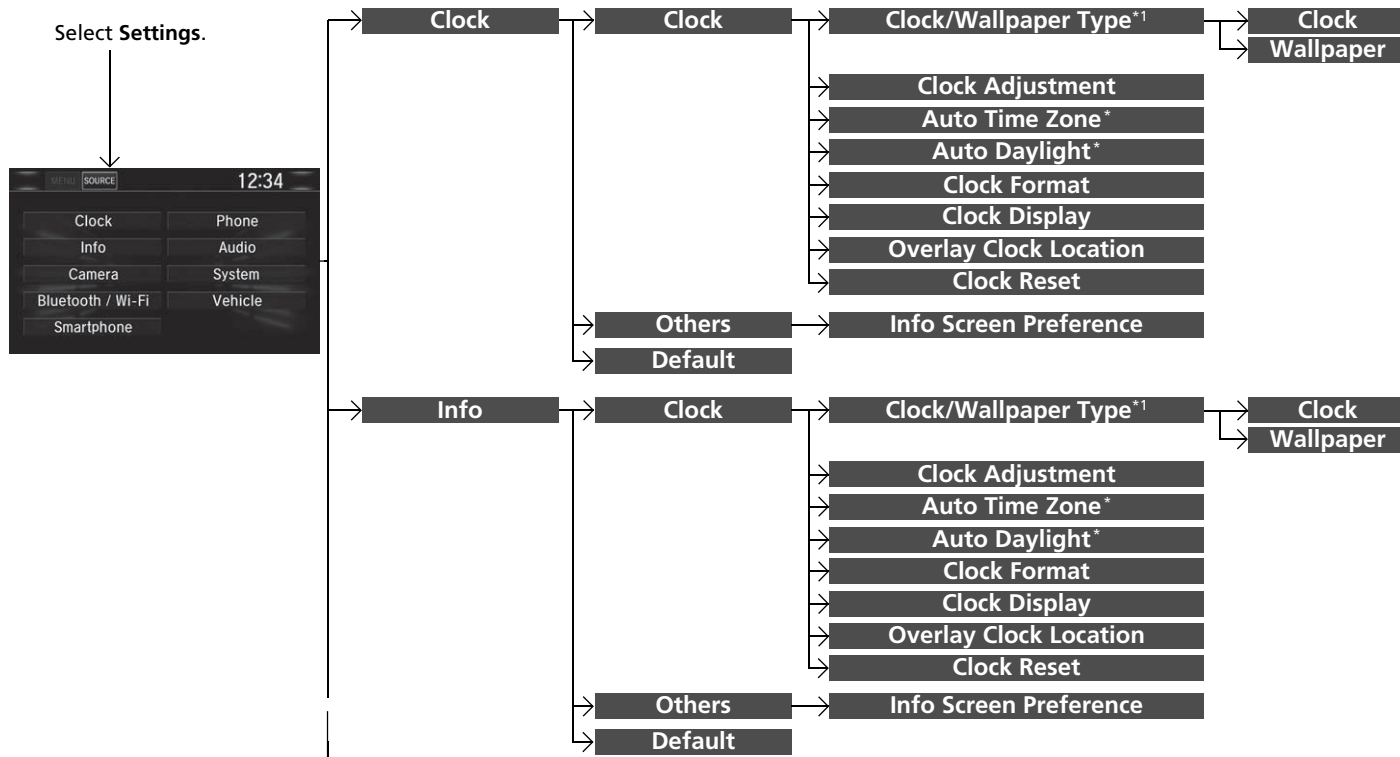 Select Settings.
MENU SOURCE 12:34
Clock Phone
Info Audio
Camera System
Bluetooth / Wi-Fi Vehicle
Smartphone
Clock Clock Clock/Wallpaper Type*1 Clock
Wallpaper
Clock Adjustment
Auto Time Zone*
Auto Daylight*
Clock Format
Clock Display
Overlay Clock Location
Clock Reset
Others Info Screen Preference
Default
Info Clock Clock/Wallpaper Type*1 Clock
Wallpaper
Clock Adjustment
Auto Time Zone*
Auto Daylight*
Clock Format
Clock Display
Overlay Clock Location
Clock Reset
Others Info Screen Preference
Default